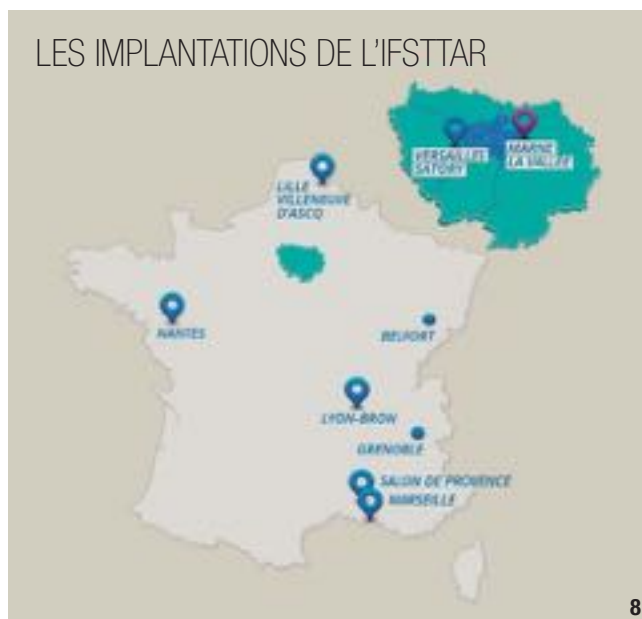 LES IMPLANTATIONS DE L'IFSTTAR
VERSAILLES
SATORY
MARNE
LA VALLÉE
LILLE
VILLENEUVE
D'ASCQ
NANTES
BELFORT
LYON-BRON
GRENOBLE
SALON DE PROVENCE
MARSEILLE
8